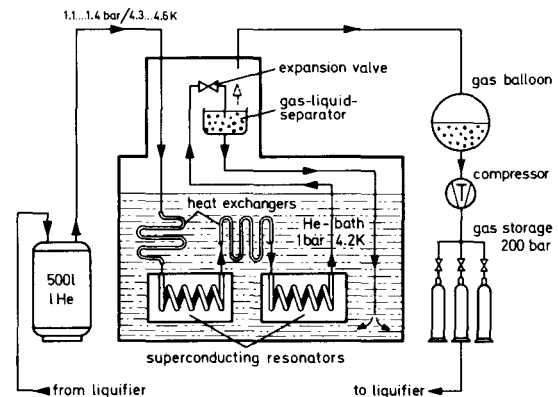 1.1...1.4 bar/4.3...4.6K
expansion valve
gas-liquid-
separator
gas balloon
compressor
gas storage
200 bar
heat exchangers
He-bath
1bar 4.2K
500l
l He
superconducting resonators
from liquifier
to liquifier